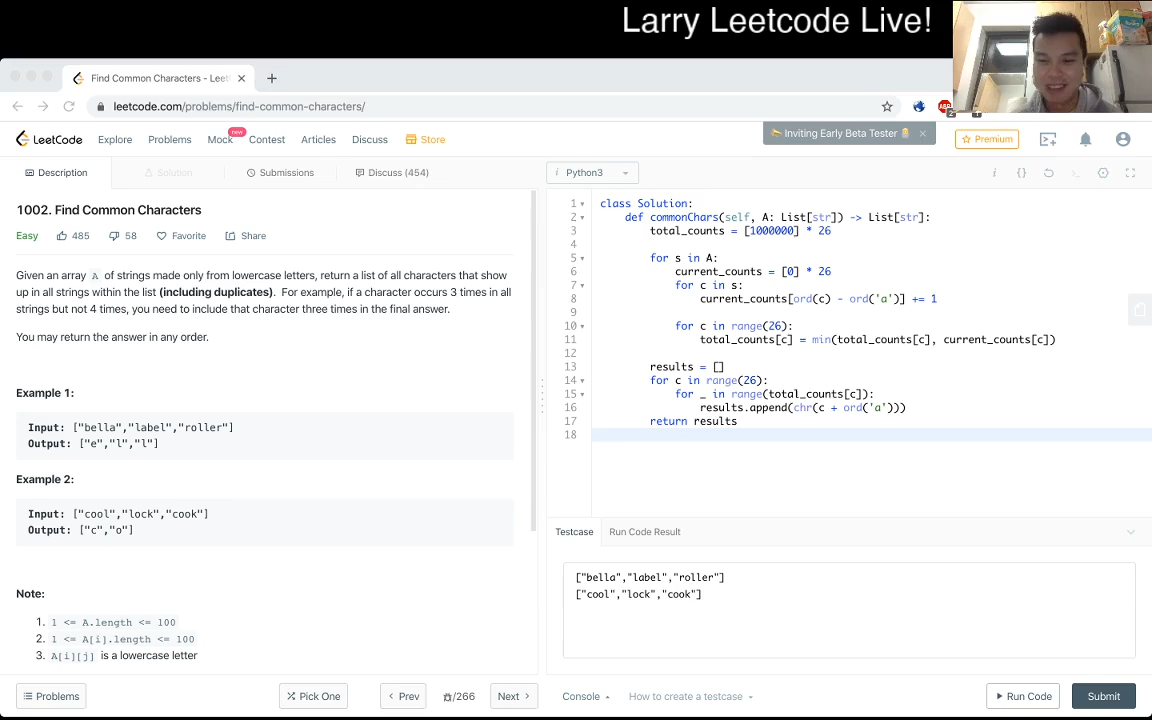 Larry Leetcode Live!
Find Common Characters - Leet
leetcode.com/problems/find-common-characters/
LeetCode Explore Problems Mock new Contest Articles Discuss Store
Inviting Early Beta Tester
Premium
Description Solution Submissions Discuss (454)
Python3
1002. Find Common Characters
Easy 485 58 Favorite Share
Given an array A of strings made only from lowercase letters, return a list of all characters that show
up in all strings within the list (including duplicates). For example, if a character occurs 3 times in all
strings but not 4 times, you need to include that character three times in the final answer.
You may return the answer in any order.
Example 1:
Input: ["bella","label","roller"]
Output: ["e","l","l"]
Example 2:
Input: ["cool","lock","cook"]
Output: ["c","o"]
Note:
1. 1 <= A.length <= 100
2. 1 <= A[i].length <= 100
3. A[i][j] is a lowercase letter
Problems Pick One Prev /266 Next
1 class Solution:
2 def commonChars(self, A: List[str]) -> List[str]:
3 total_counts = [1000000] * 26
4
5 for s in A:
6 current_counts = [0] * 26
7 for c in s:
8 current_counts[ord(c) - ord('a')] += 1
9
10 for c in range(26):
11 total_counts[c] = min(total_counts[c], current_counts[c])
12
13 results = []
14 for c in range(26):
15 for _ in range(total_counts[c]):
16 results.append(chr(c + ord('a')))
17 return results
18
Testcase Run Code Result
["bella","label","roller"]
["cool","lock","cook"]
Console How to create a testcase Run Code Submit